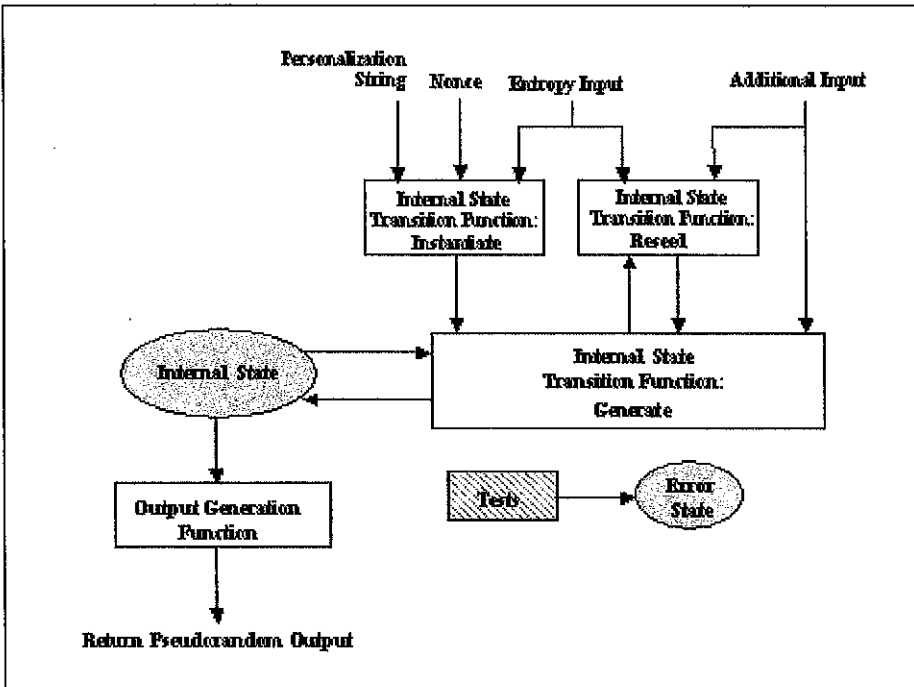 Personalization
String
Nonce
Entropy Input
Additional Input
Internal State
Transition Function:
Instantiate
Internal State
Transition Function:
Reseed
Internal State
Internal State
Transition Function:
Generate
Output Generation
Function
Tests
Error
State
Return Pseudorandom Output